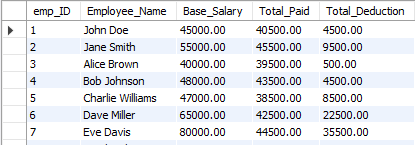 emp_ID Employee_Name Base_Salary Total_Paid Total_Deduction
1 John Doe 45000.00 40500.00 4500.00
2 Jane Smith 55000.00 45500.00 9500.00
3 Alice Brown 40000.00 39500.00 500.00
4 Bob Johnson 48000.00 43500.00 4500.00
5 Charlie Williams 47000.00 38500.00 8500.00
6 Dave Miller 65000.00 42500.00 22500.00
7 Eve Davis 80000.00 44500.00 35500.00